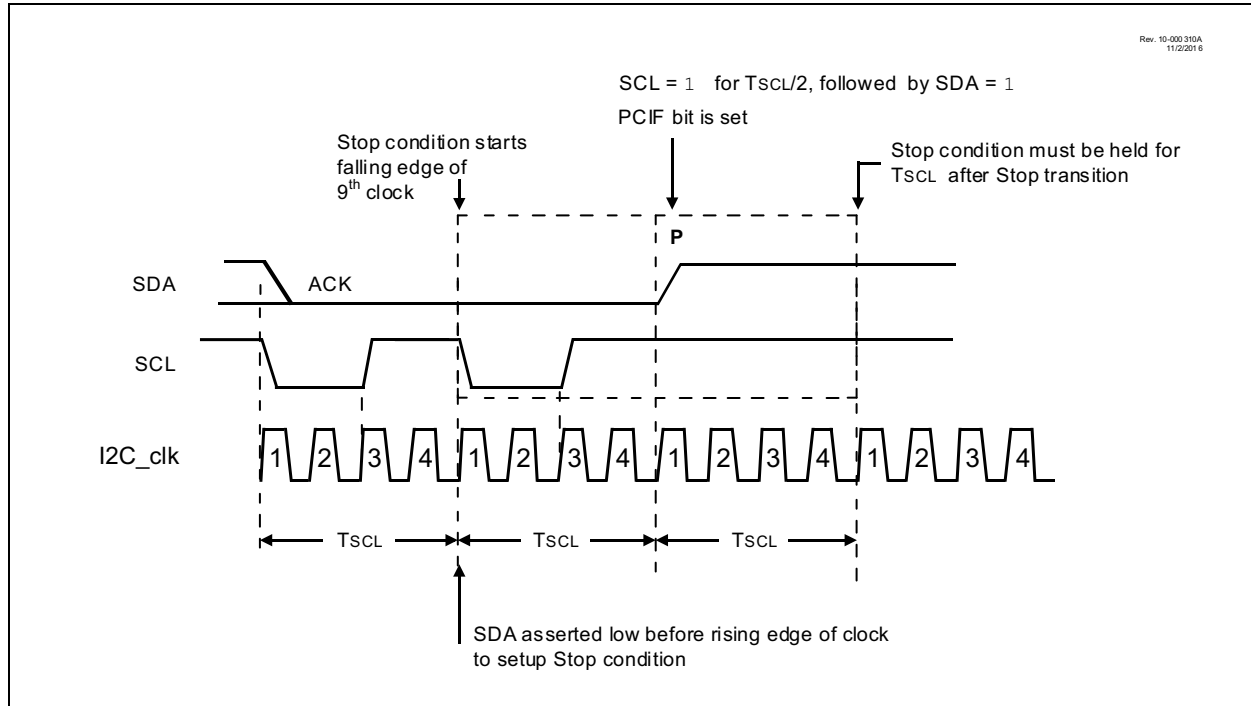 Rev. 10-000310A
11/2/2016
SCL = 1 for TSCL/2, followed by SDA = 1
PCIF bit is set
Stop condition starts
falling edge of
9th clock
Stop condition must be held for
TSCL after Stop transition
P
SDA
ACK
SCL
I2C_clk
1 2 3 4 1 2 3 4 1 2 3 4 1 2 3 4
TSCL TSCL TSCL
SDA asserted low before rising edge of clock
to setup Stop condition